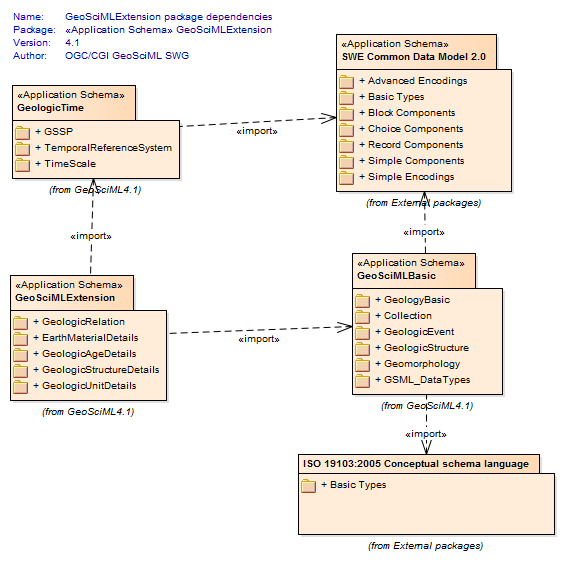 Name: GeoSciMLExtension package dependencies
Package: «Application Schema» GeoSciMLExtension
Version: 4.1
Author: OGC/CGI GeoSciML SWG
«Application Schema»
SWE Common Data Model 2.0
+ Advanced Encodings
+ Basic Types
+ Block Components
+ Choice Components
+ Record Components
+ Simple Components
+ Simple Encodings
(from External packages)
«Application Schema»
GeologicTime
+ GSSP
+ TemporalReferenceSystem
+ TimeScale
(from GeoSciML4.1)
«import»
«import»
«import»
«Application Schema»
GeoSciMLExtension
+ GeologicRelation
+ EarthMaterialDetails
+ GeologicAgeDetails
+ GeologicStructureDetails
+ GeologicUnitDetails
(from GeoSciML4.1)
«import»
«Application Schema»
GeoSciMLBasic
+ GeologyBasic
+ Collection
+ GeologicEvent
+ GeologicStructure
+ Geomorphology
+ GSML_DataTypes
(from GeoSciML4.1)
«import»
ISO 19103:2005 Conceptual schema language
+ Basic Types
(from External packages)